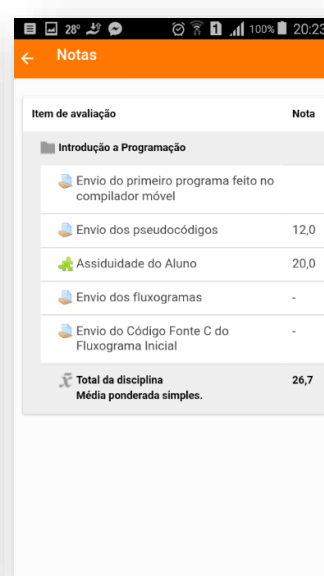 28° 1 100% 20:23
Notas
Item de avaliação Nota
Introdução a Programação
Envio do primeiro programa feito no
compilador móvel
Envio dos pseudocódigos 12,0
Assiduidade do Aluno 20,0
Envio dos fluxogramas -
Envio do Código Fonte C do -
Fluxograma Inicial
x̄ Total da disciplina 26,7
Média ponderada simples.